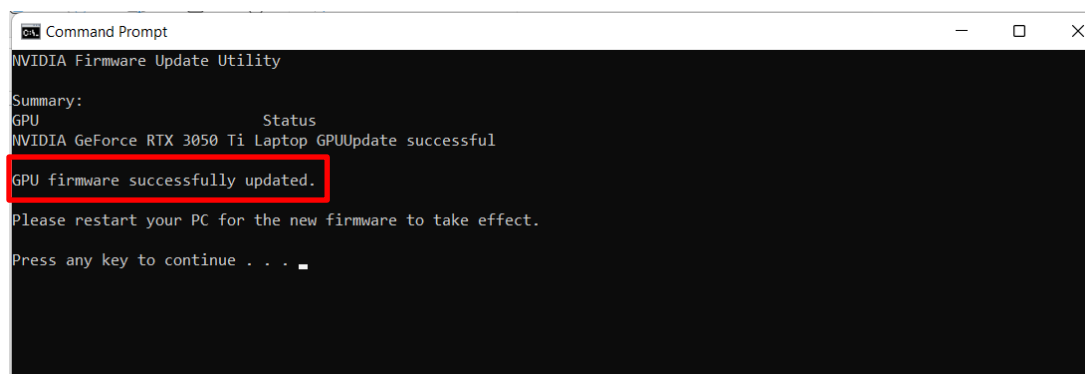 Command Prompt
NVIDIA Firmware Update Utility
Summary:
GPU Status
NVIDIA GeForce RTX 3050 Ti Laptop GPUUpdate successful
GPU firmware successfully updated.
Please restart your PC for the new firmware to take effect.
Press any key to continue . . .